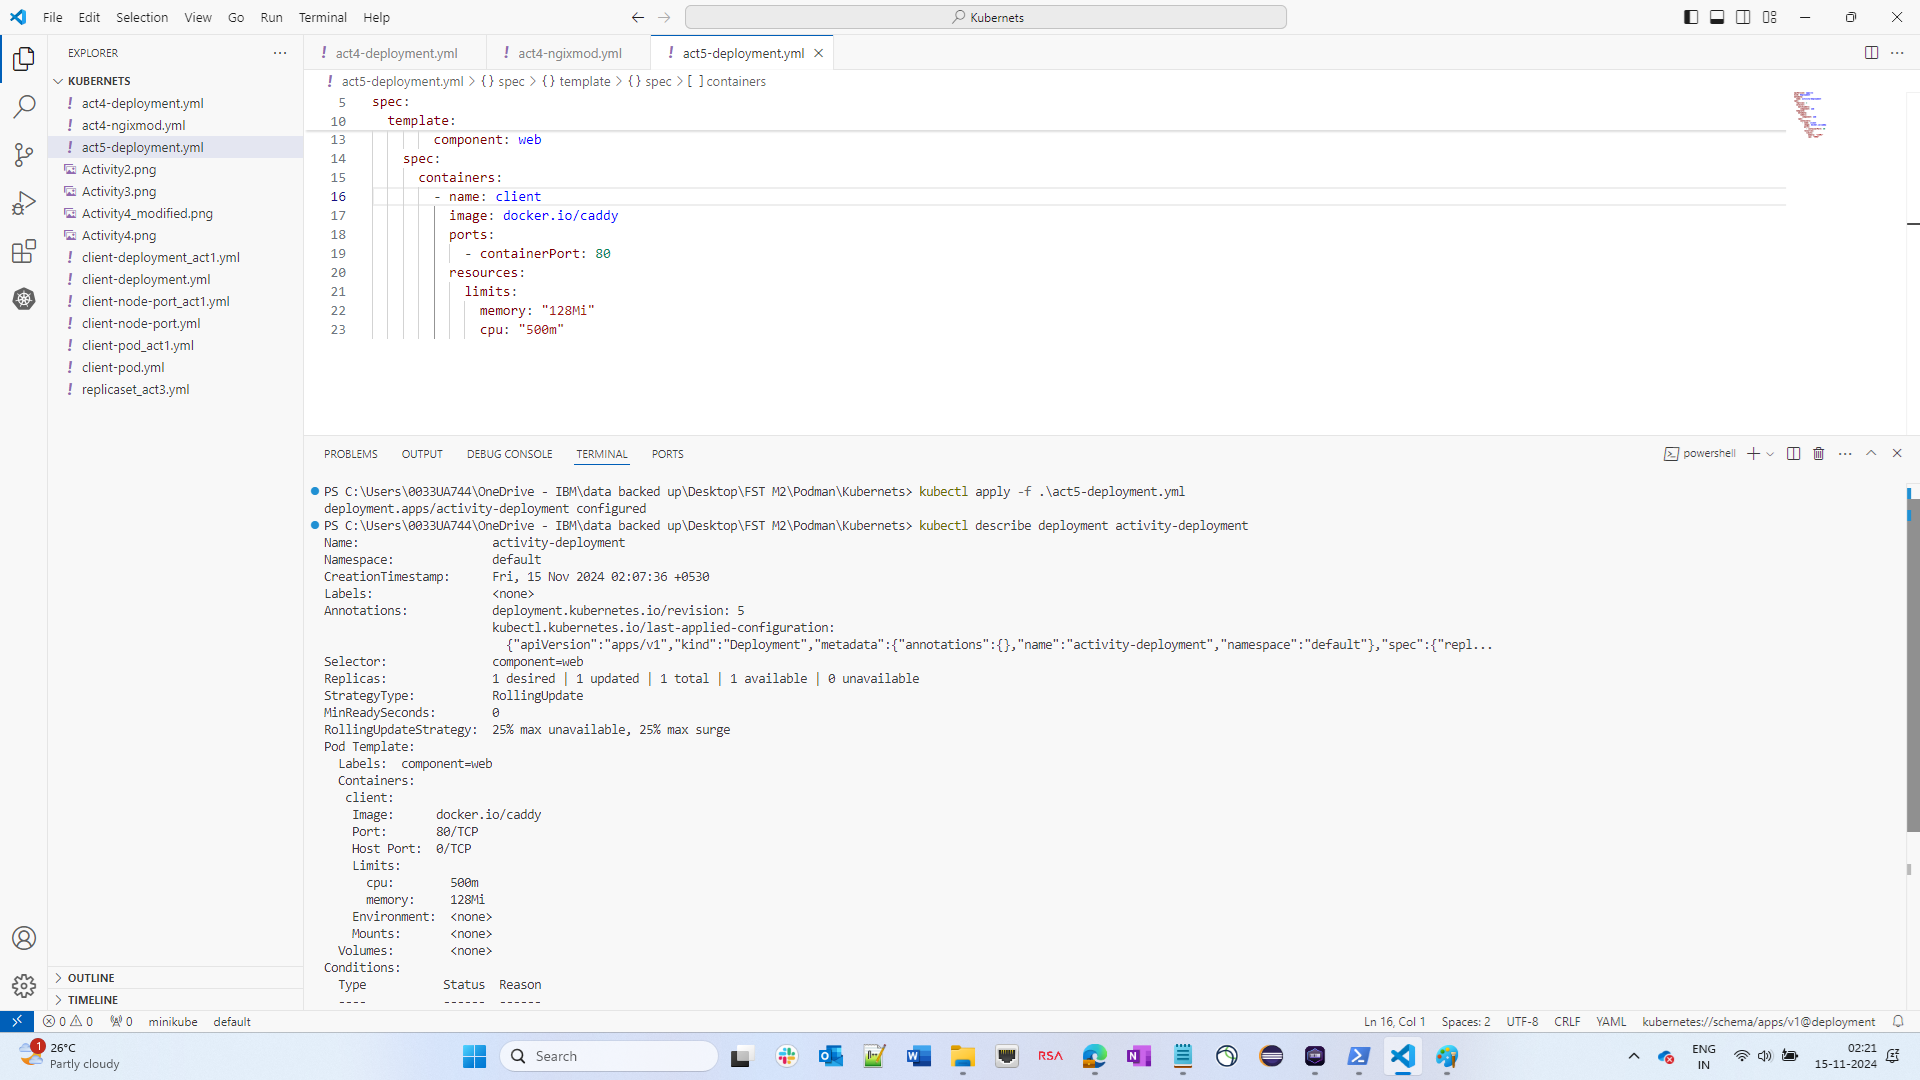 File Edit Selection View Go Run Terminal Help
Kubernets
EXPLORER
KUBERNETS
act4-deployment.yml
act4-ngixmod.yml
act5-deployment.yml
Activity2.png
Activity3.png
Activity4_modified.png
Activity4.png
client-deployment_act1.yml
client-deployment.yml
client-node-port_act1.yml
client-node-port.yml
client-pod_act1.yml
client-pod.yml
replicaset_act3.yml
OUTLINE
TIMELINE
act4-deployment.yml act4-ngixmod.yml act5-deployment.yml
act5-deployment.yml > {} spec > {} template > {} spec > [ ] containers
5 spec:
10 template:
13 component: web
14 spec:
15 containers:
16 - name: client
17 image: docker.io/caddy
18 ports:
19 - containerPort: 80
20 resources:
21 limits:
22 memory: "128Mi"
23 cpu: "500m"
PROBLEMS OUTPUT DEBUG CONSOLE TERMINAL PORTS
powershell
PS C:\Users\0033UA744\OneDrive - IBM\data backed up\Desktop\FST M2\Podman\Kubernets> kubectl apply -f .\act5-deployment.yml
deployment.apps/activity-deployment configured
PS C:\Users\0033UA744\OneDrive - IBM\data backed up\Desktop\FST M2\Podman\Kubernets> kubectl describe deployment activity-deployment
Name: activity-deployment
Namespace: default
CreationTimestamp: Fri, 15 Nov 2024 02:07:36 +0530
Labels: <none>
Annotations: deployment.kubernetes.io/revision: 5
kubectl.kubernetes.io/last-applied-configuration:
{"apiVersion":"apps/v1","kind":"Deployment","metadata":{"annotations":{},"name":"activity-deployment","namespace":"default"},"spec":{"repl...
Selector: component=web
Replicas: 1 desired | 1 updated | 1 total | 1 available | 0 unavailable
StrategyType: RollingUpdate
MinReadySeconds: 0
RollingUpdateStrategy: 25% max unavailable, 25% max surge
Pod Template:
Labels: component=web
Containers:
client:
Image: docker.io/caddy
Port: 80/TCP
Host Port: 0/TCP
Limits:
cpu: 500m
memory: 128Mi
Environment: <none>
Mounts: <none>
Volumes: <none>
Conditions:
Type Status Reason
---- ------ ------
0 0 0 minikube default
Ln 16, Col 1 Spaces: 2 UTF-8 CRLF YAML kubernetes://schema/apps/v1@deployment
1
26°C
Partly cloudy
Search
RSA
ENG
IN
02:21
15-11-2024